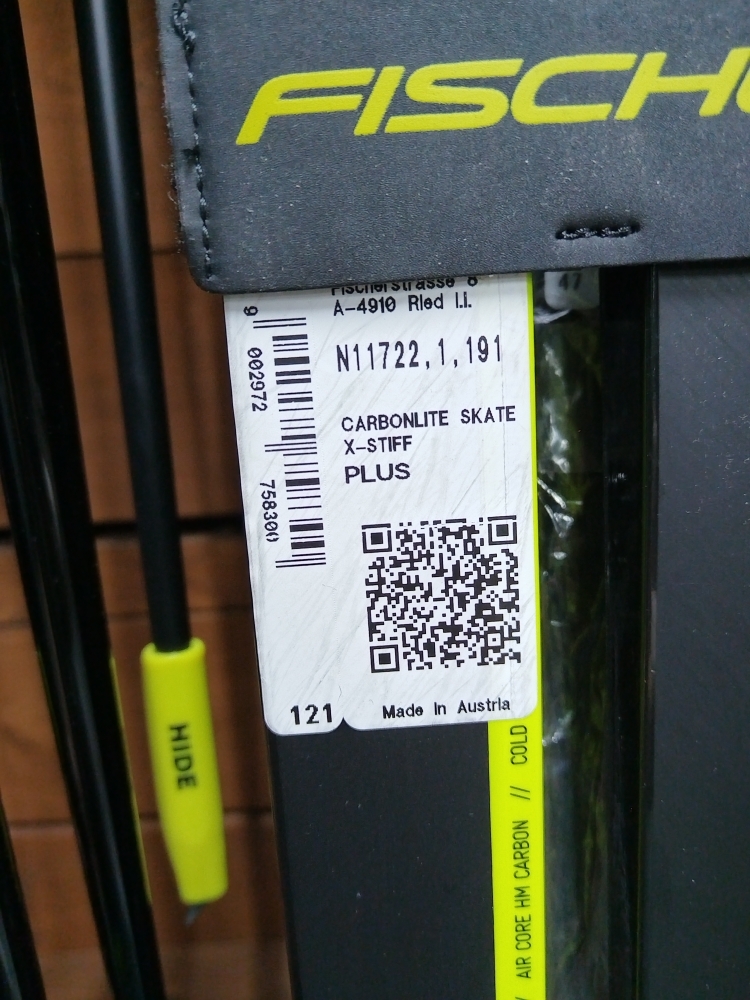 FISCH
A-4910 Ried I.I.
N11722,1,191
CARBONLITE SKATE
X-STIFF
PLUS
9 002972 758300
121
Made In Austria
47
HIDE
AIR CORE HM CARBON // COLD